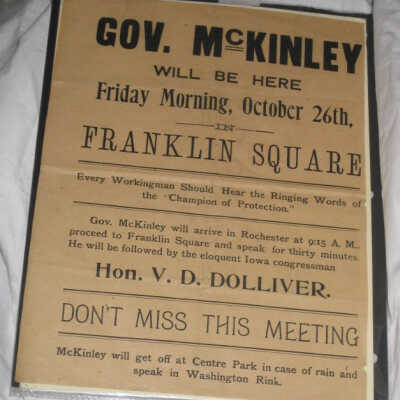 GOV. McKINLEY
WILL BE HERE
Friday Morning, October 26th,
IN
FRANKLIN SQUARE
Every Workingman Should Hear the Ringing Words of
the "Champion of Protection."
Gov. McKinley will arrive in Rochester at 9:15 A. M.,
proceed to Franklin Square and speak for thirty minutes
He will be followed by the eloquent Iowa congressman
Hon. V. D. DOLLIVER.
DON'T MISS THIS MEETING
McKinley will get off at Centre Park in case of rain and
speak in Washington Rink.